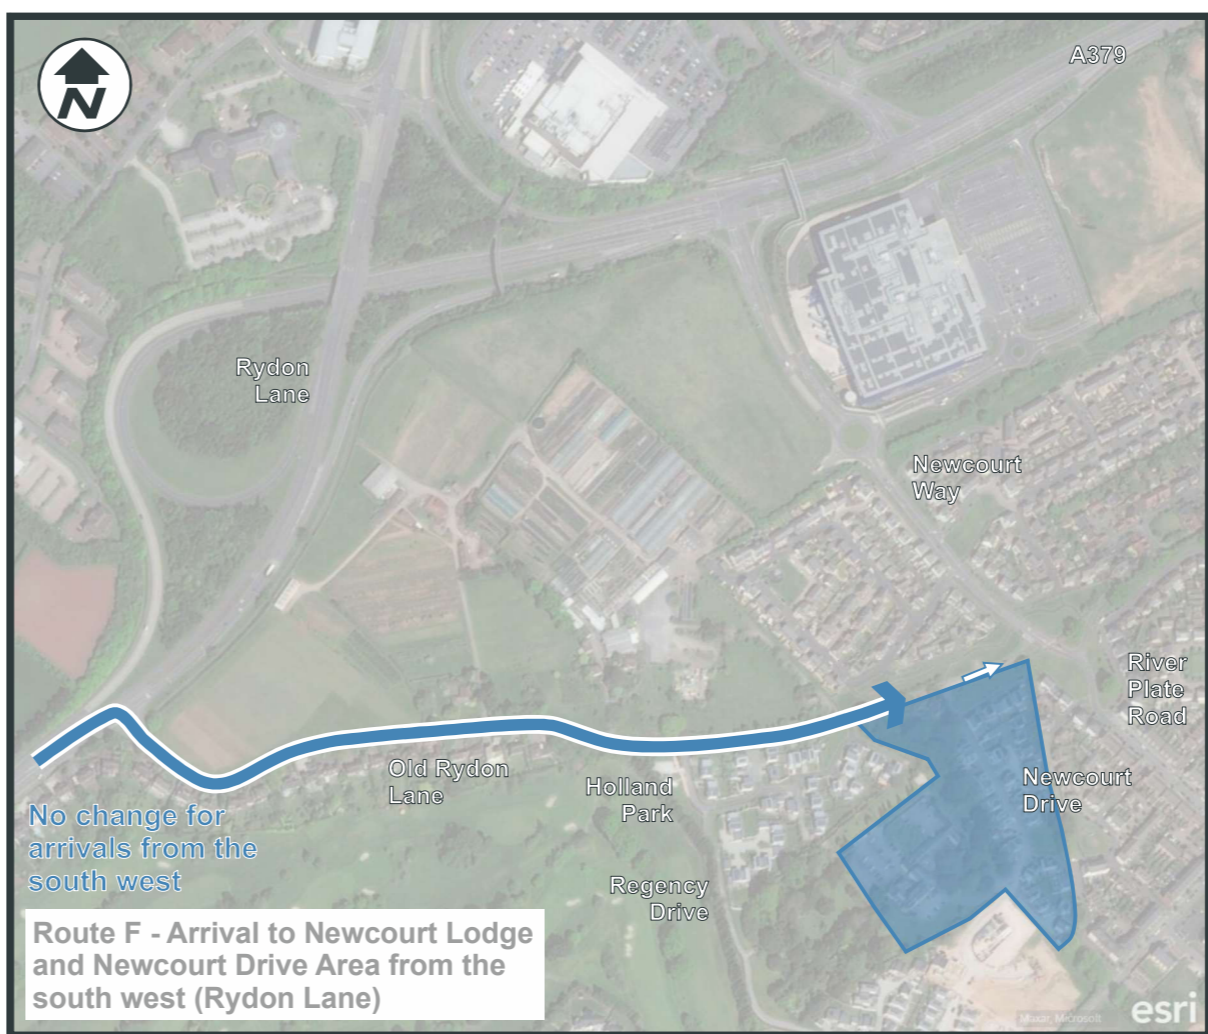 A379
N
Rydon
Lane
Newcourt
Way
River
Plate
Road
Old Rydon
Lane
Holland
Park
Newcourt
Drive
No change for
arrivals from the
south west
Regency
Drive
Route F - Arrival to Newcourt Lodge
and Newcourt Drive Area from the
south west (Rydon Lane)
esri
Maxar, Microsoft